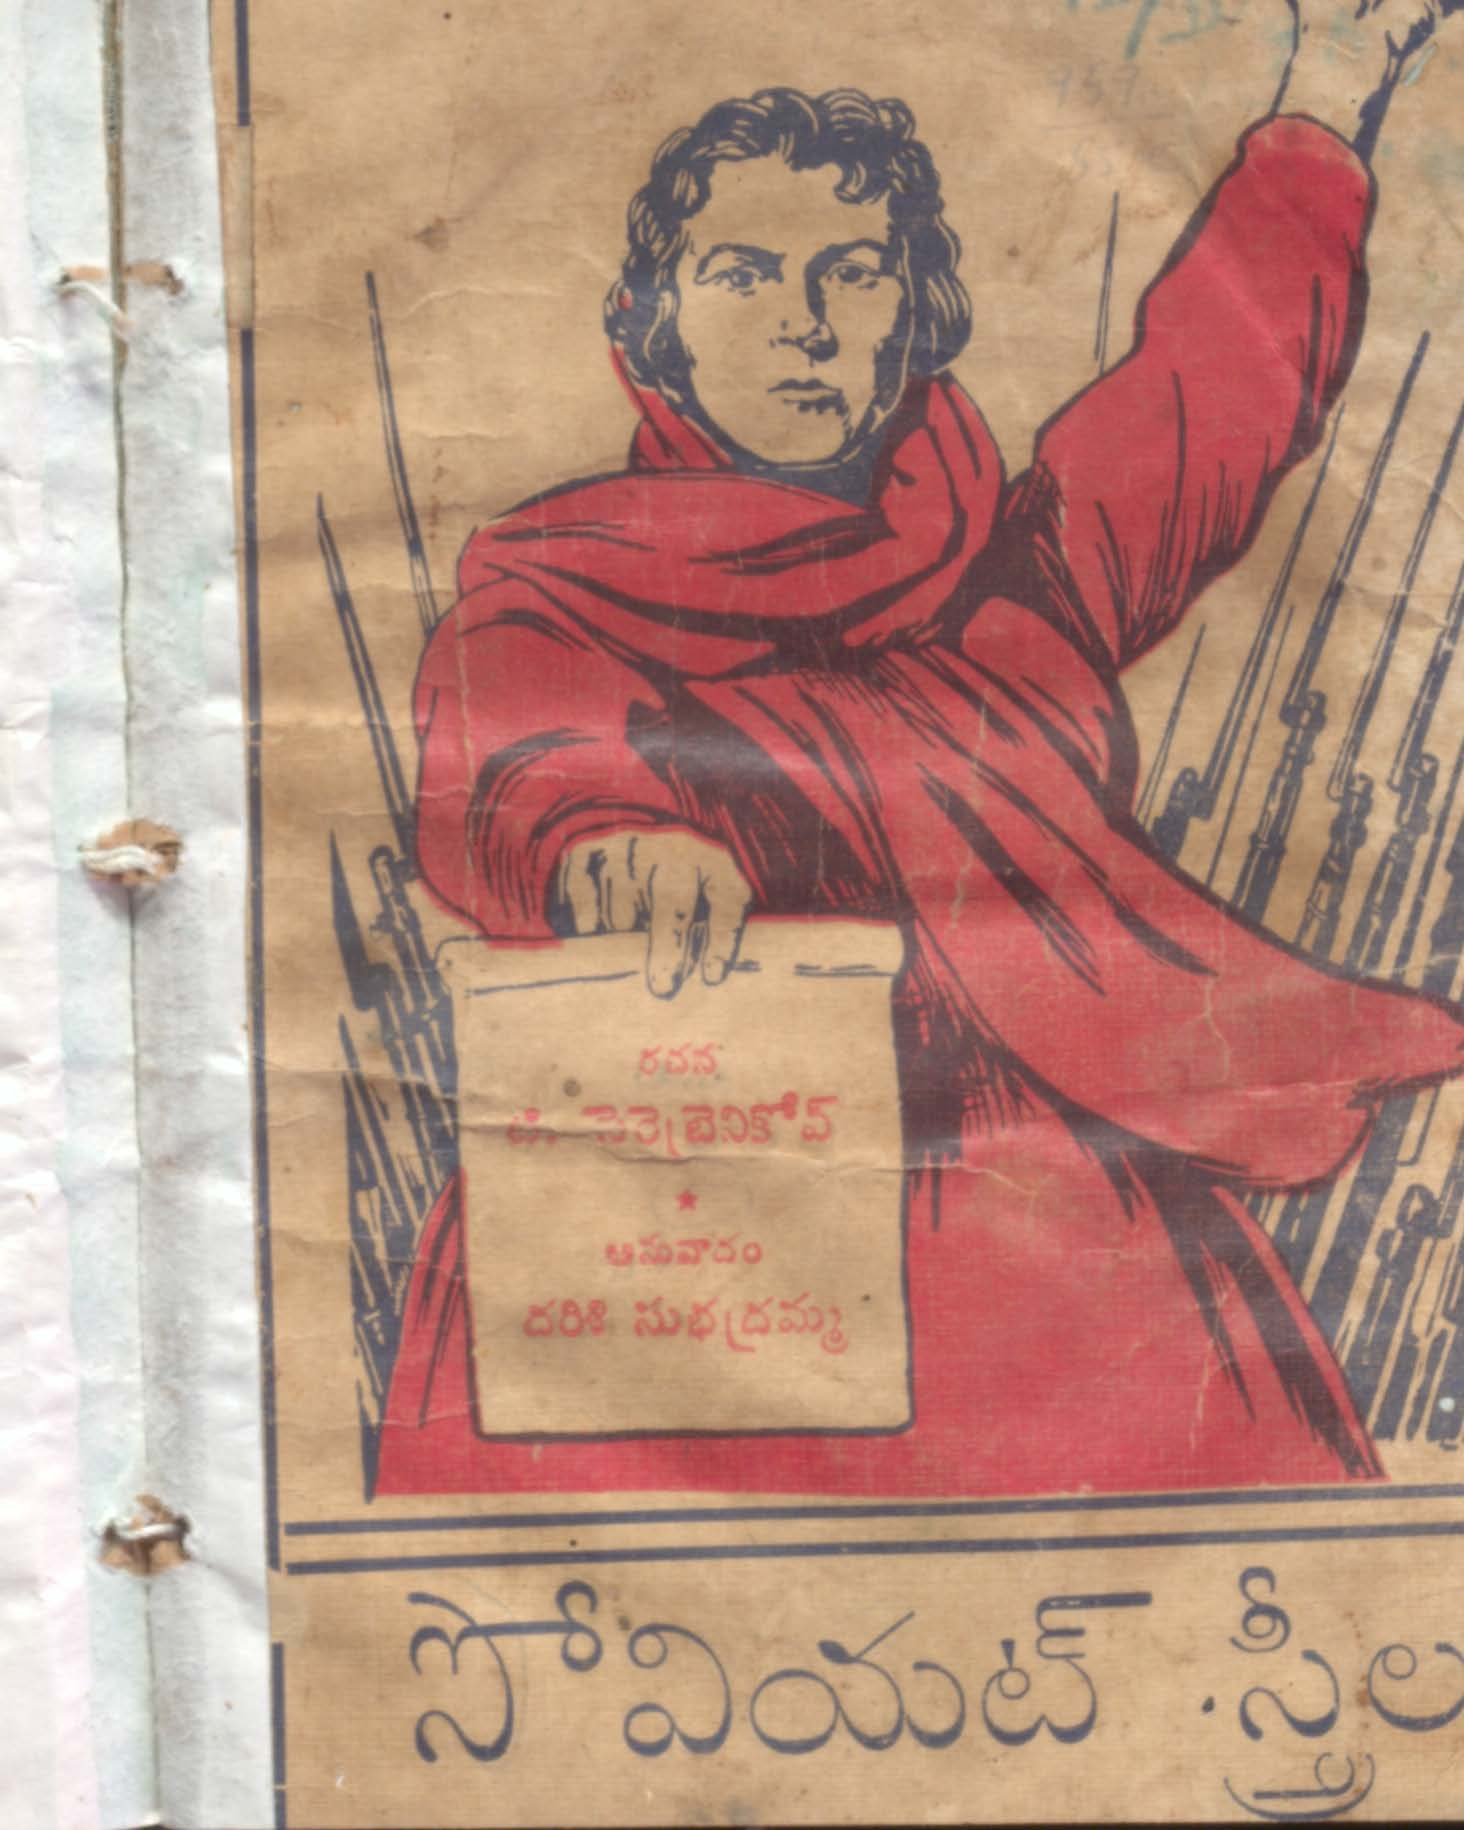 రచన
టి. సెరెబ్రెనికోవ్
అనువాదం
దరిశి సుభద్రమ్మ
సోవియట్ స్త్రీల